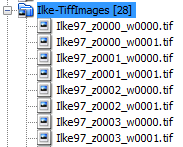 Ilke-TiffImages [28]
Ilke97_z0000_w0000.tif
Ilke97_z0000_w0001.tif
Ilke97_z0001_w0000.tif
Ilke97_z0001_w0001.tif
Ilke97_z0002_w0000.tif
Ilke97_z0002_w0001.tif
Ilke97_z0003_w0000.tif
Ilke97_z0003_w0001.tif